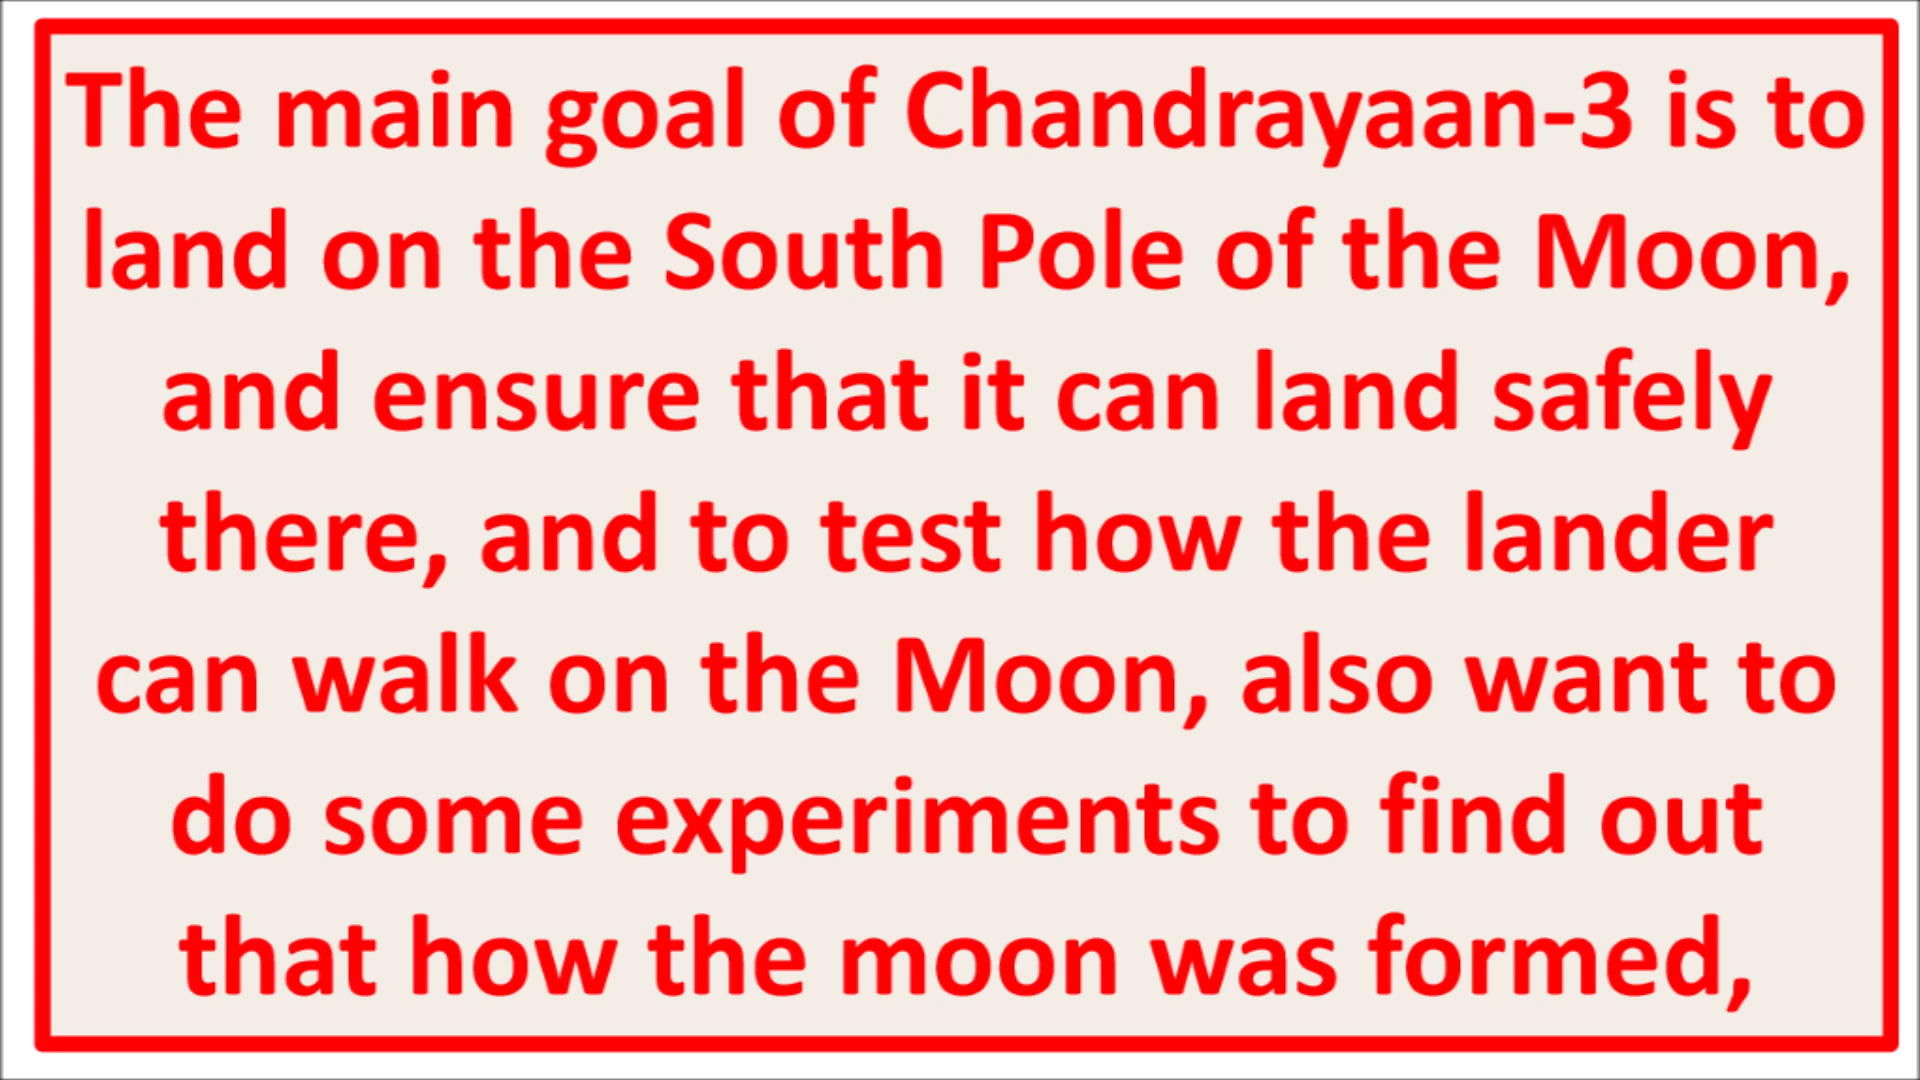 The main goal of Chandrayaan-3 is to
land on the South Pole of the Moon,
and ensure that it can land safely
there, and to test how the lander
can walk on the Moon, also want to
do some experiments to find out
that how the moon was formed,